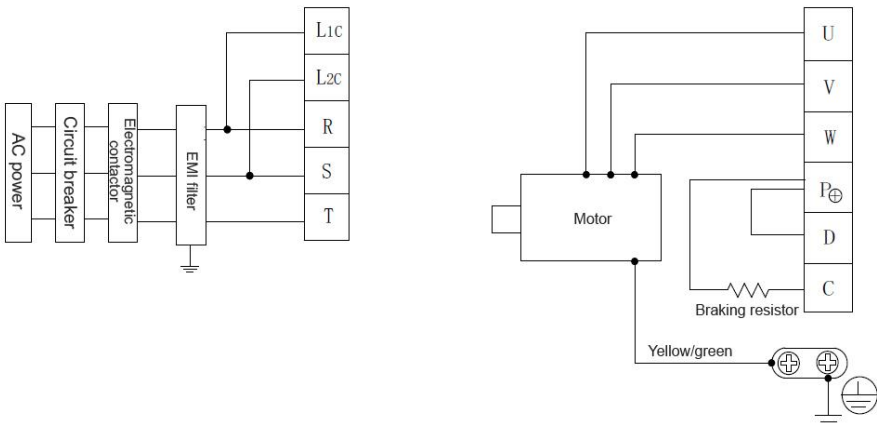 AC power
Circuit breaker
Electromagnetic
contactor
EMI filter
L1C
L2C
R
S
T
Motor
U
V
W
P⊕
D
C
Braking resistor
Yellow/green